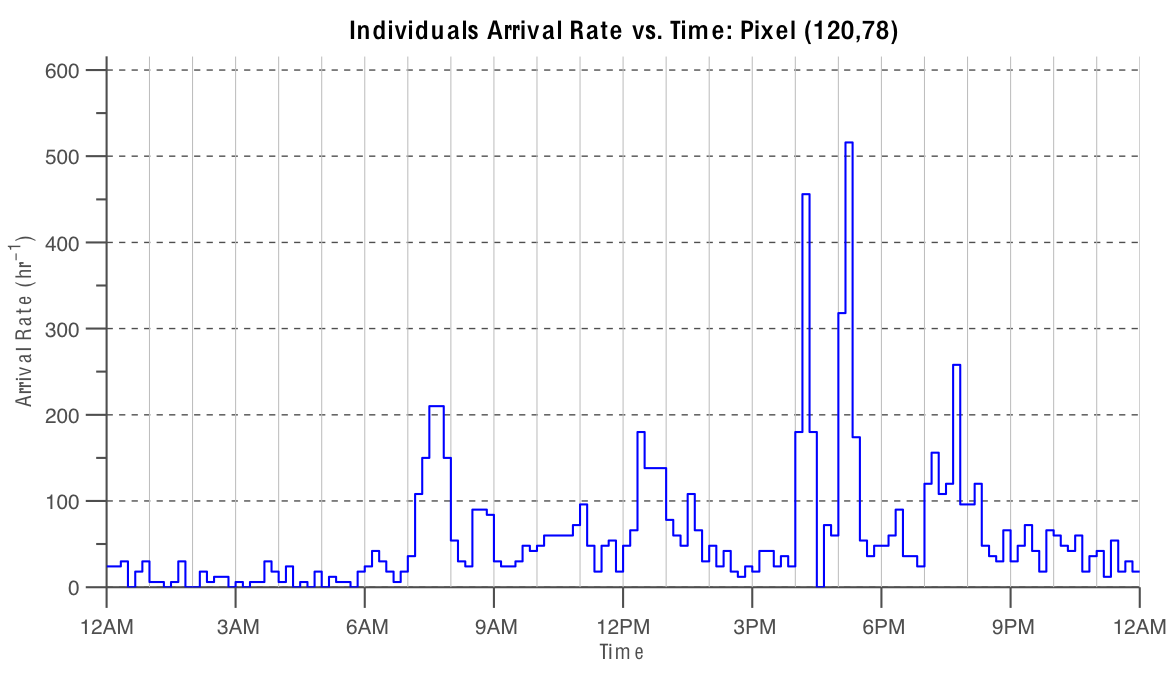 Individuals Arrival Rate vs. Time: Pixel (120,78)
600
500
400
300
200
100
0
Arrival Rate (hr⁻¹)
12AM 3AM 6AM 9AM 12PM 3PM 6PM 9PM 12AM
Time